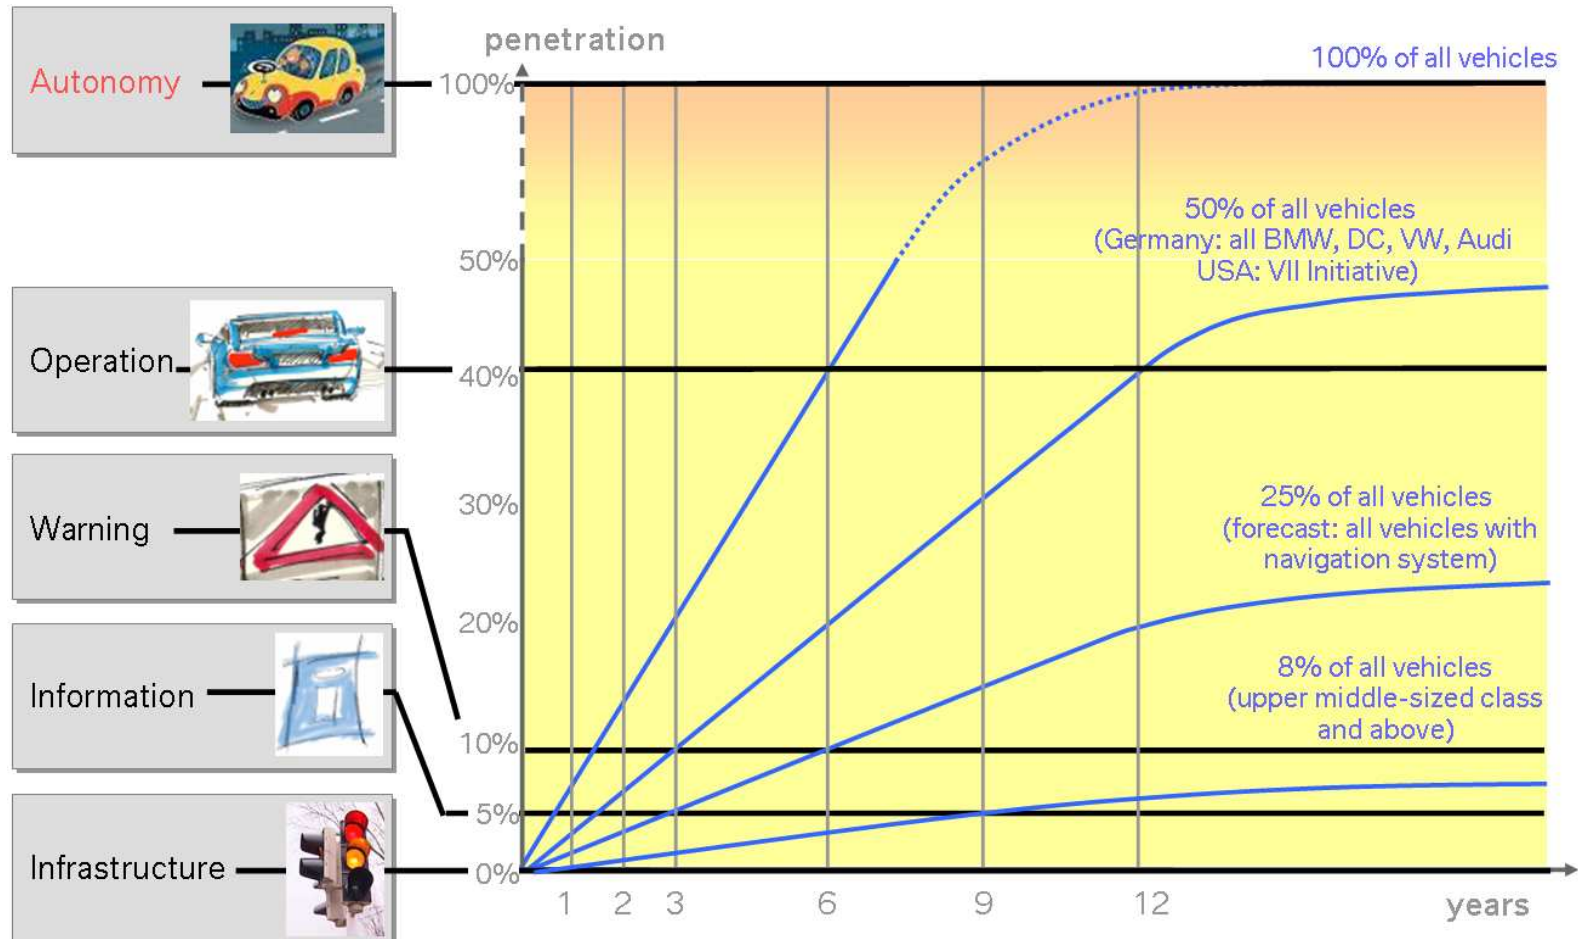 Autonomy
Operation
Warning
Information
Infrastructure
penetration
100%
50%
40%
30%
20%
10%
5%
0%
100% of all vehicles
50% of all vehicles
(Germany: all BMW, DC, VW, Audi
USA: VII Initiative)
25% of all vehicles
(forecast: all vehicles with
navigation system)
8% of all vehicles
(upper middle-sized class
and above)
1 2 3 6 9 12 years